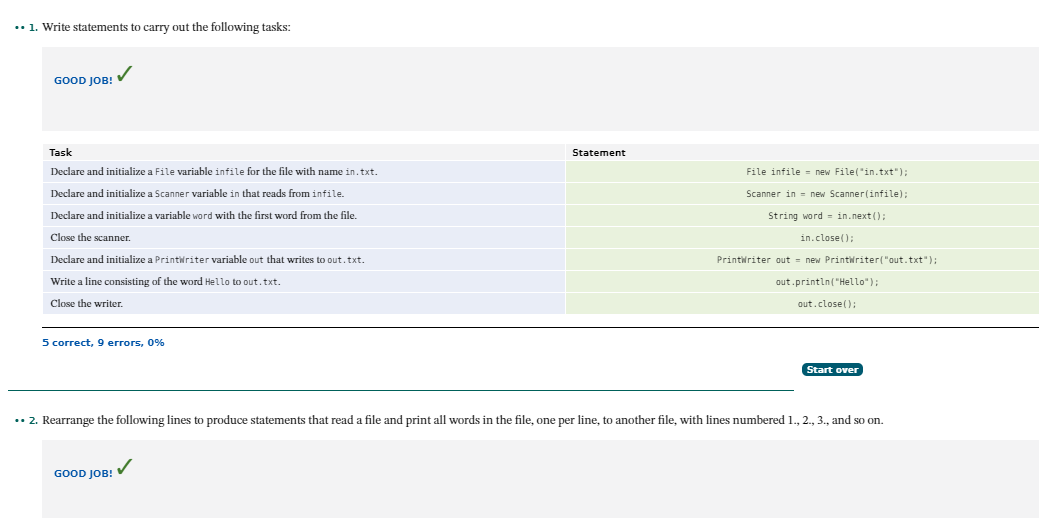 •• 1. Write statements to carry out the following tasks:
GOOD JOB! ✓
Task Statement
Declare and initialize a File variable infile for the file with name in.txt. File infile = new File("in.txt");
Declare and initialize a Scanner variable in that reads from infile. Scanner in = new Scanner(infile);
Declare and initialize a variable word with the first word from the file. String word = in.next();
Close the scanner. in.close();
Declare and initialize a PrintWriter variable out that writes to out.txt. PrintWriter out = new PrintWriter("out.txt");
Write a line consisting of the word Hello to out.txt. out.println("Hello");
Close the writer. out.close();
5 correct, 9 errors, 0%
Start over
•• 2. Rearrange the following lines to produce statements that read a file and print all words in the file, one per line, to another file, with lines numbered 1., 2., 3., and so on.
GOOD JOB! ✓